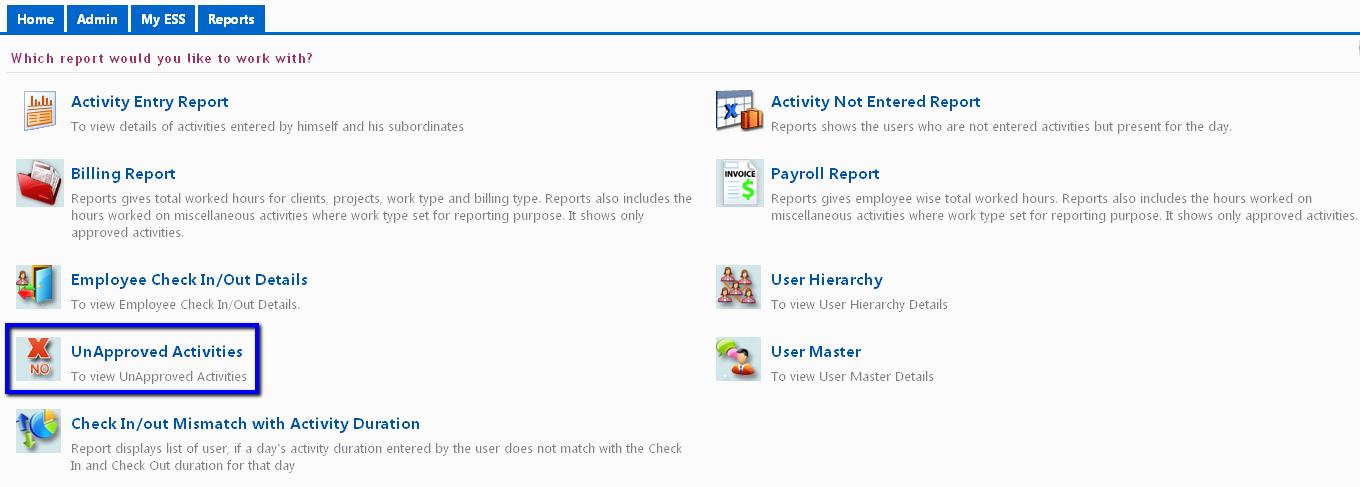 Home Admin My ESS Reports
Which report would you like to work with?
Activity Entry Report
To view details of activities entered by himself and his subordinates
Activity Not Entered Report
Reports shows the users who are not entered activities but present for the day.
Billing Report
Reports gives total worked hours for clients, projects, work type and billing type. Reports also includes the
hours worked on miscellaneous activities where work type set for reporting purpose. It shows only
approved activities.
INVOICE
$
Payroll Report
Reports gives employee wise total worked hours. Reports also includes the hours worked on
miscellaneous activities where work type set for reporting purpose. It shows only approved activities.
Employee Check In/Out Details
To view Employee Check In/Out Details.
User Hierarchy
To view User Hierarchy Details
X
NO
UnApproved Activities
To view UnApproved Activities
User Master
To view User Master Details
Check In/out Mismatch with Activity Duration
Report displays list of user, if a day's activity duration entered by the user does not match with the Check
In and Check Out duration for that day